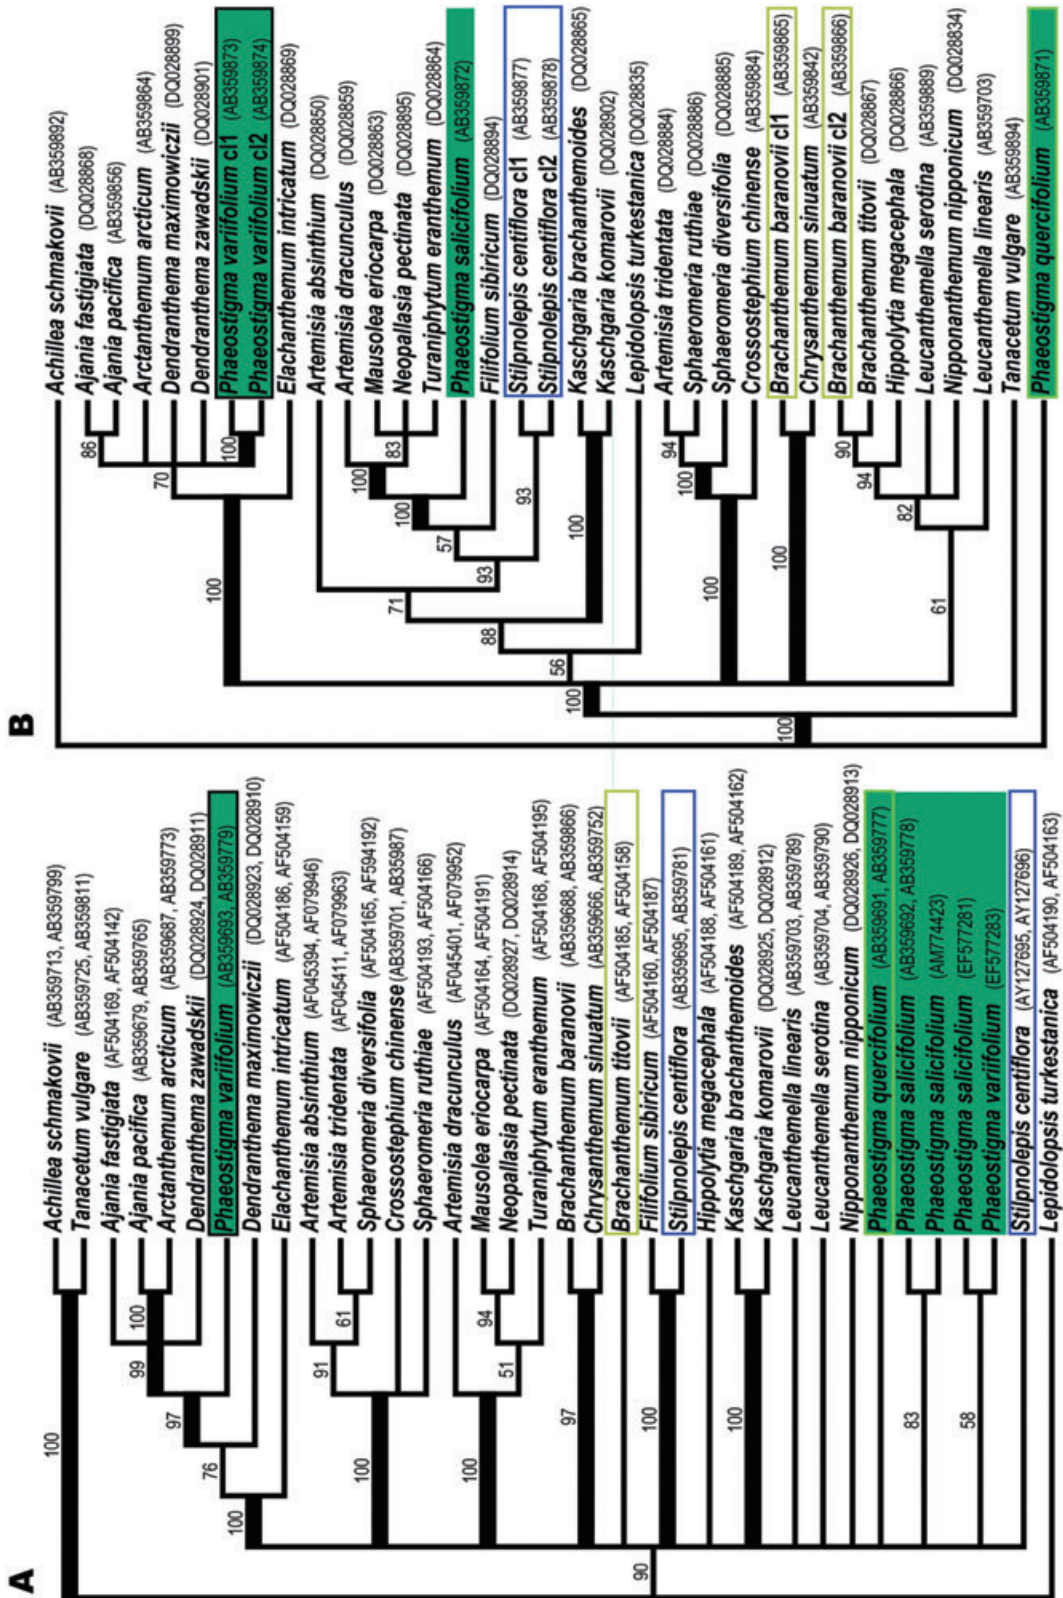 A
Achillea schmakovii (AB359713, AB359799)
Tanacetum vulgare (AB359725, AB359811)
Ajania fastigiata (AF504169, AF504142)
Ajania pacifica (AB359679, AB359765)
Arctanthemum arcticum (AB359687, AB359773)
Dendranthema zawadskii (DQ028924, DQ028911)
Phaeostigma variifolium (AB359693, AB359779)
Dendranthema maximowiczii (DQ028923, DQ028910)
Elachanthemum intricatum (AF504186, AF504159)
Artemisia absinthium (AF045394, AF079946)
Artemisia tridentata (AF045411, AF079963)
Sphaeromeria diversifolia (AF504165, AF594192)
Crossostephium chinense (AB359701, AB35987)
Sphaeromeria ruthiae (AF504193, AF504166)
Artemisia dracunculus (AF045401, AF079952)
Mausolea eriocarpa (AF504164, AF504191)
Neopallasia pectinata (DQ028927, DQ028914)
Turaniphytum eranthemum (AF504168, AF504195)
Brachanthemum baranovii (AB359688, AB359866)
Chrysanthemum sinuatum (AB359666, AB359752)
Brachanthemum titovii (AF504185, AF504158)
Filifolium sibiricum (AF504160, AF504187)
Stilpnolepis centiflora (AB359695, AB359781)
Hippolytia megacephala (AF504188, AF504161)
Kaschgaria brachanthemoides (AF504189, AF504162)
Kaschgaria komarovii (DQ028925, DQ028912)
Leucanthemella linearis (AB359703, AB359789)
Leucanthemella serotina (AB359704, AB359790)
Nipponanthemum nipponicum (DQ028926, DQ028913)
Phaeostigma quercifolium (AB359691, AB359777)
Phaeostigma salicifolium (AB359692, AB359778)
Phaeostigma salicifolium (AM774423)
Phaeostigma salicifolium (EF577281)
Phaeostigma variifolium (EF577283)
Stilpnolepis centiflora (AY127695, AY127696)
Lepidolopsis turkestanica (AF504190, AF504163)
100
99
100
97
76
100
91
61
100
94
51
100
97
100
100
83
58
90
B
Achillea schmakovii (AB359892)
Ajania fastigiata (DQ028868)
Ajania pacifica (AB359856)
Arctanthemum arcticum (AB359864)
Dendranthema maximowiczii (DQ028899)
Dendranthema zawadskii (DQ028901)
Phaeostigma variifolium cl1 (AB359873)
Phaeostigma variifolium cl2 (AB359874)
Elachanthemum intricatum (DQ028869)
Artemisia absinthium (DQ028850)
Artemisia dracunculus (DQ028859)
Mausolea eriocarpa (DQ028863)
Neopallasia pectinata (DQ028895)
Turaniphytum eranthemum (DQ028864)
Phaeostigma salicifolium (AB359872)
Filifolium sibiricum (DQ028894)
Stilpnolepis centiflora cl1 (AB359877)
Stilpnolepis centiflora cl2 (AB359878)
Kaschgaria brachanthemoides (DQ028865)
Kaschgaria komarovii (DQ028902)
Lepidolopsis turkestanica (DQ028835)
Artemisia tridentata (DQ028884)
Sphaeromeria ruthiae (DQ028886)
Sphaeromeria diversifolia (DQ028885)
Crossostephium chinense (AB359884)
Brachanthemum baranovii cl1 (AB359865)
Chrysanthemum sinuatum (AB359842)
Brachanthemum baranovii cl2 (AB359866)
Brachanthemum titovii (DQ028867)
Hippolytia megacephala (DQ028866)
Leucanthemella serotina (AB359889)
Nipponanthemum nipponicum (DQ028834)
Leucanthemella linearis (AB359703)
Tanacetum vulgare (AB359894)
Phaeostigma quercifolium (AB359871)
86
70
100
100
100
83
100
57
93
93
71
100
88
56
94
100
100
100
90
94
82
61
100
100